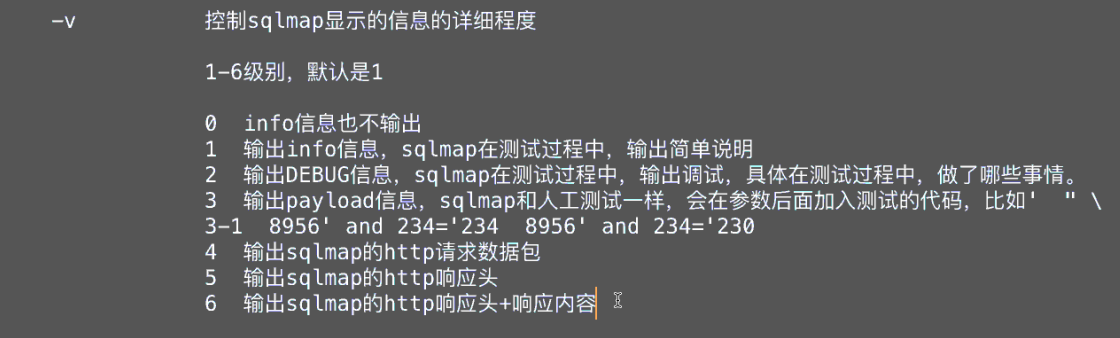 -v 控制sqlmap显示的信息的详细程度
1-6级别，默认是1
0 info信息也不输出
1 输出info信息，sqlmap在测试过程中，输出简单说明
2 输出DEBUG信息，sqlmap在测试过程中，输出调试，具体在测试过程中，做了哪些事情。
3 输出payload信息，sqlmap和人工测试一样，会在参数后面加入测试的代码，比如' " \
3-1 8956' and 234='234 8956' and 234='230
4 输出sqlmap的http请求数据包
5 输出sqlmap的http响应头
6 输出sqlmap的http响应头+响应内容